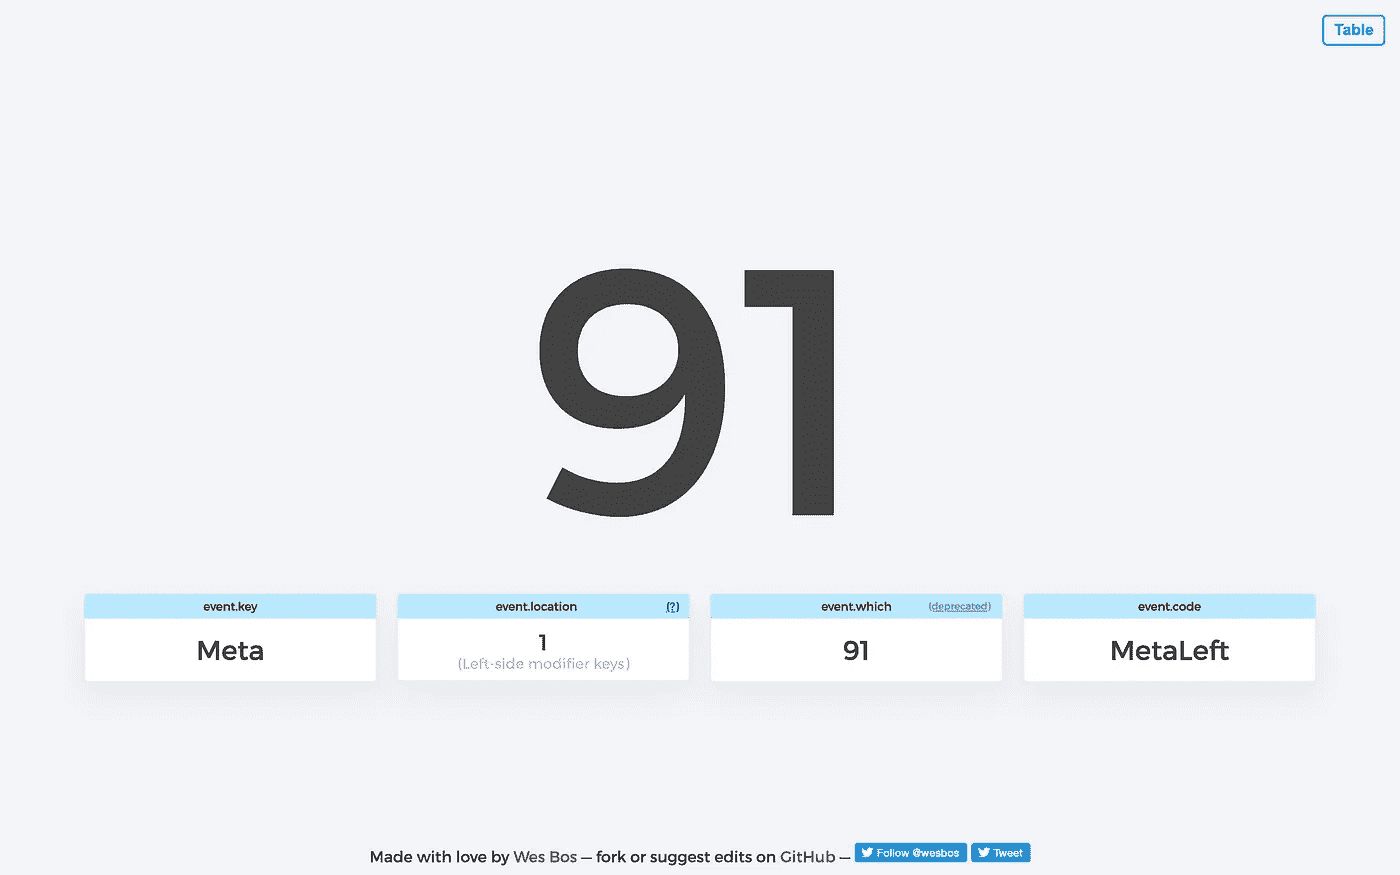 Table
91
event.key
Meta
event.location (?)
1
(Left-side modifier keys)
event.which (deprecated)
91
event.code
MetaLeft
Made with love by Wes Bos — fork or suggest edits on GitHub — Follow @wesbos Tweet